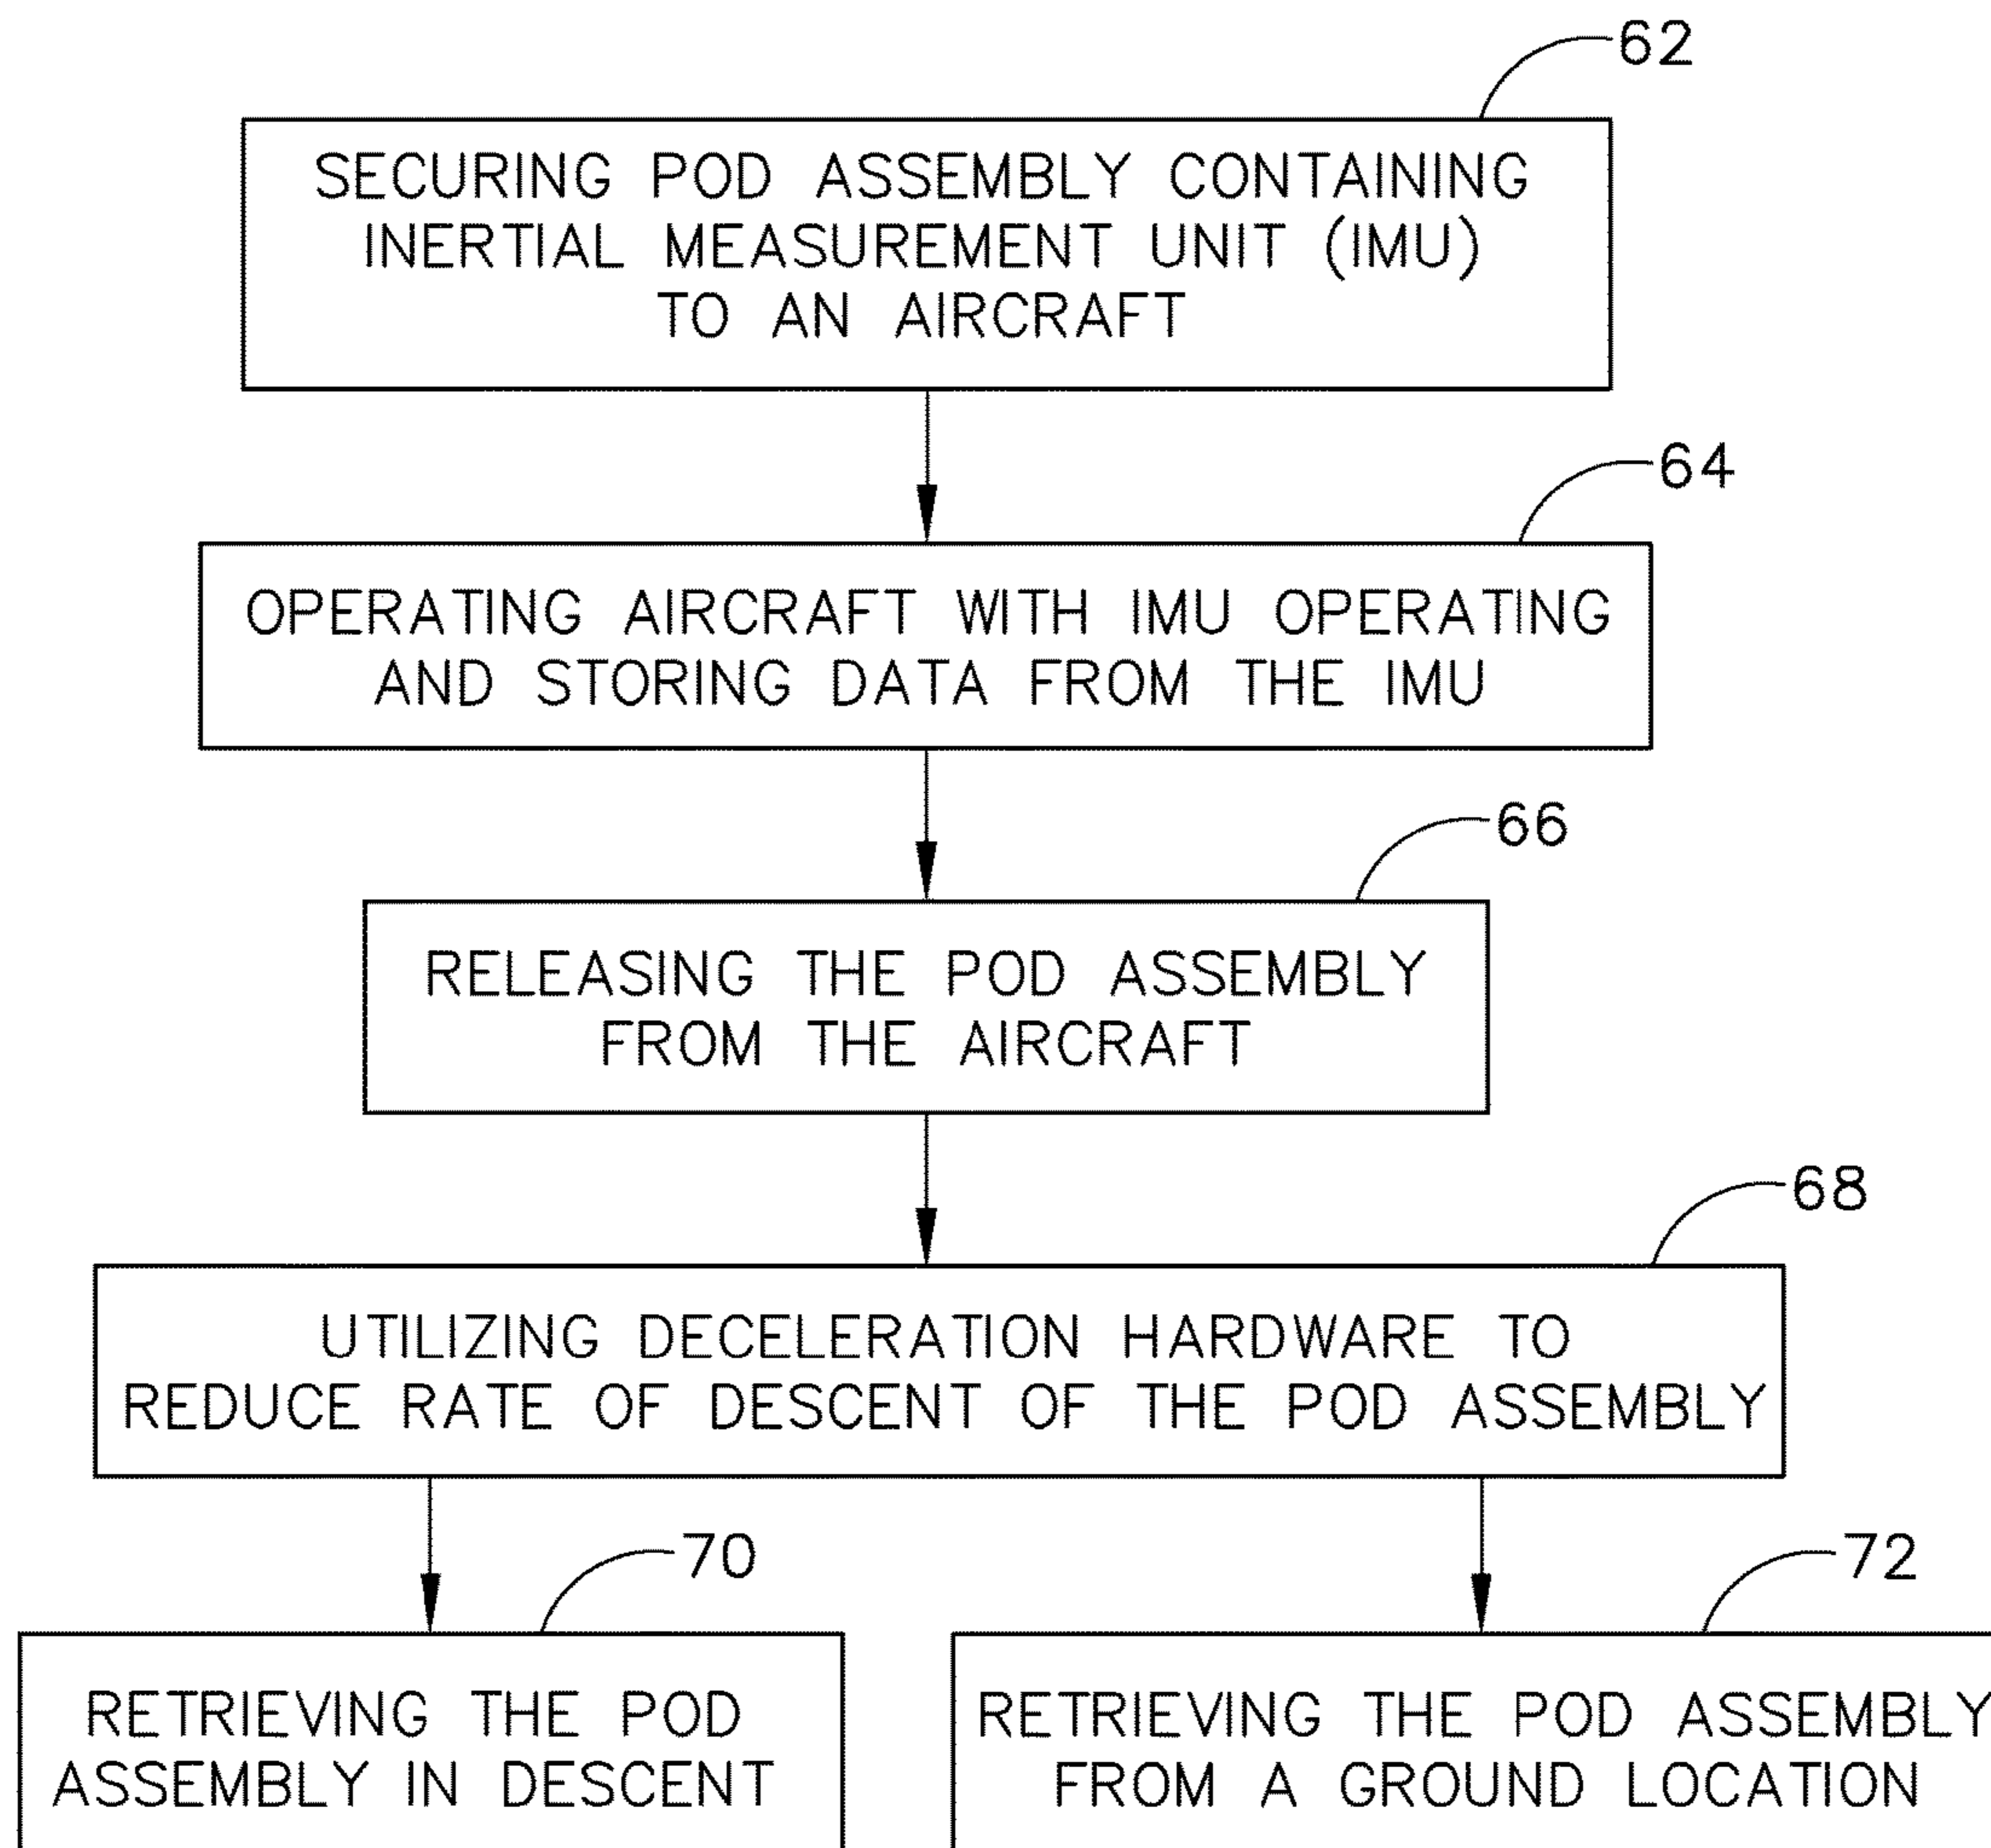 62
SECURING POD ASSEMBLY CONTAINING
INERTIAL MEASUREMENT UNIT (IMU)
TO AN AIRCRAFT
64
OPERATING AIRCRAFT WITH IMU OPERATING
AND STORING DATA FROM THE IMU
66
RELEASING THE POD ASSEMBLY
FROM THE AIRCRAFT
68
UTILIZING DECELERATION HARDWARE TO
REDUCE RATE OF DESCENT OF THE POD ASSEMBLY
70
RETRIEVING THE POD
ASSEMBLY IN DESCENT
72
RETRIEVING THE POD ASSEMBLY
FROM A GROUND LOCATION